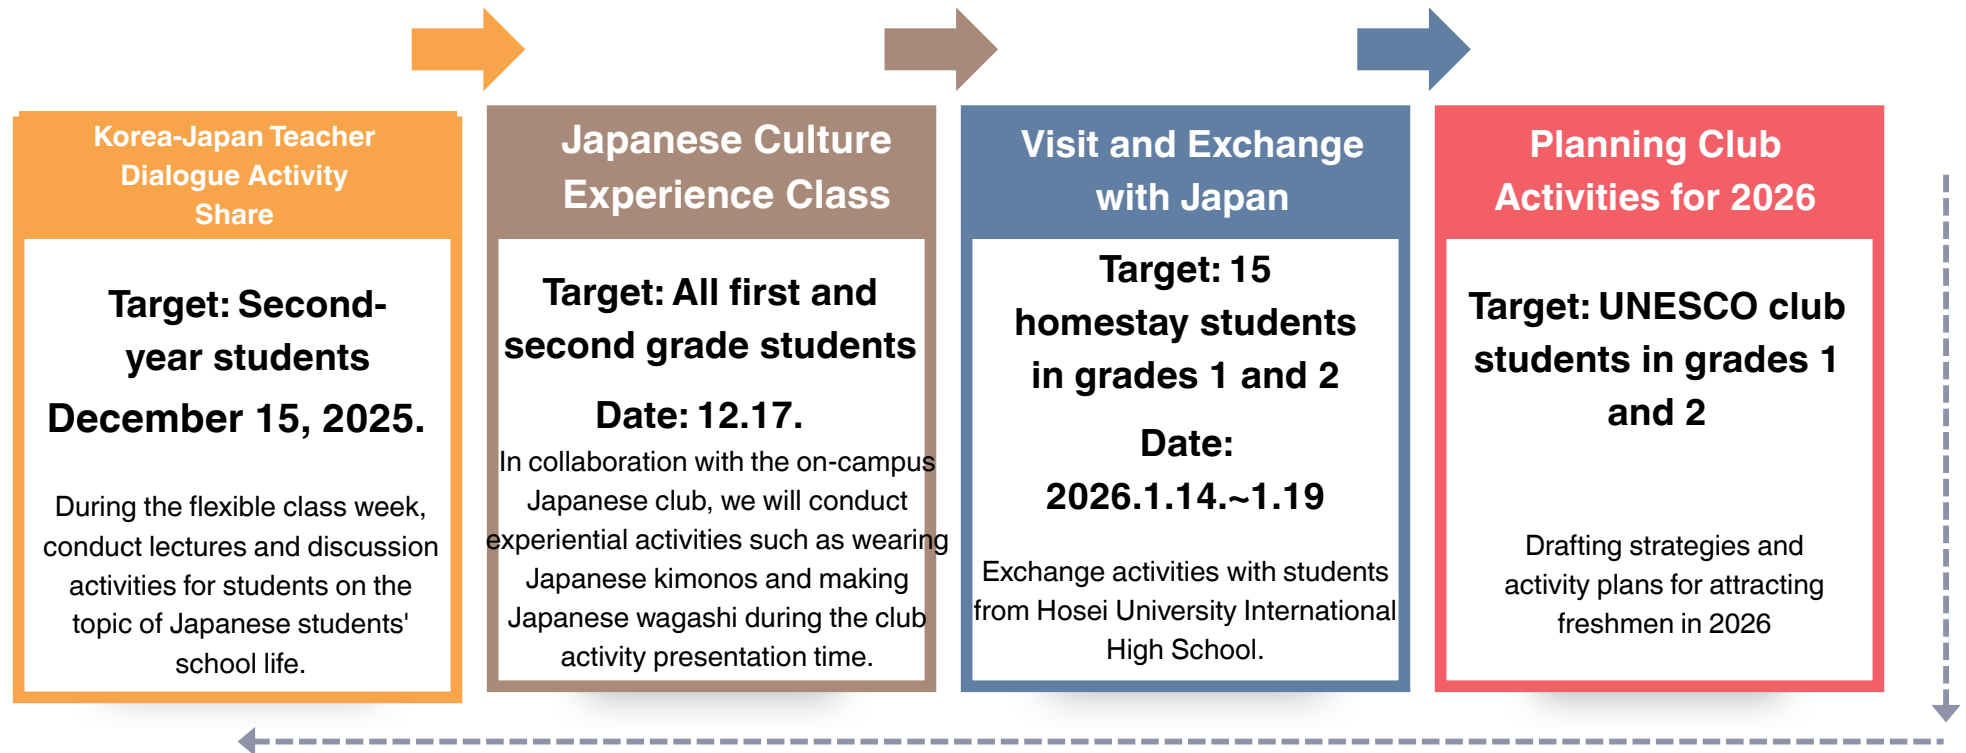 Korea-Japan Teacher
Dialogue Activity
Share
Target: Second-
year students
December 15, 2025.
During the flexible class week,
conduct lectures and discussion
activities for students on the
topic of Japanese students'
school life.
Japanese Culture
Experience Class
Target: All first and
second grade students
Date: 12.17.
In collaboration with the on-campus
Japanese club, we will conduct
experiential activities such as wearing
Japanese kimonos and making
Japanese wagashi during the club
activity presentation time.
Visit and Exchange
with Japan
Target: 15
homestay students
in grades 1 and 2
Date:
2026.1.14.~1.19
Exchange activities with students
from Hosei University International
High School.
Planning Club
Activities for 2026
Target: UNESCO club
students in grades 1
and 2
Drafting strategies and
activity plans for attracting
freshmen in 2026